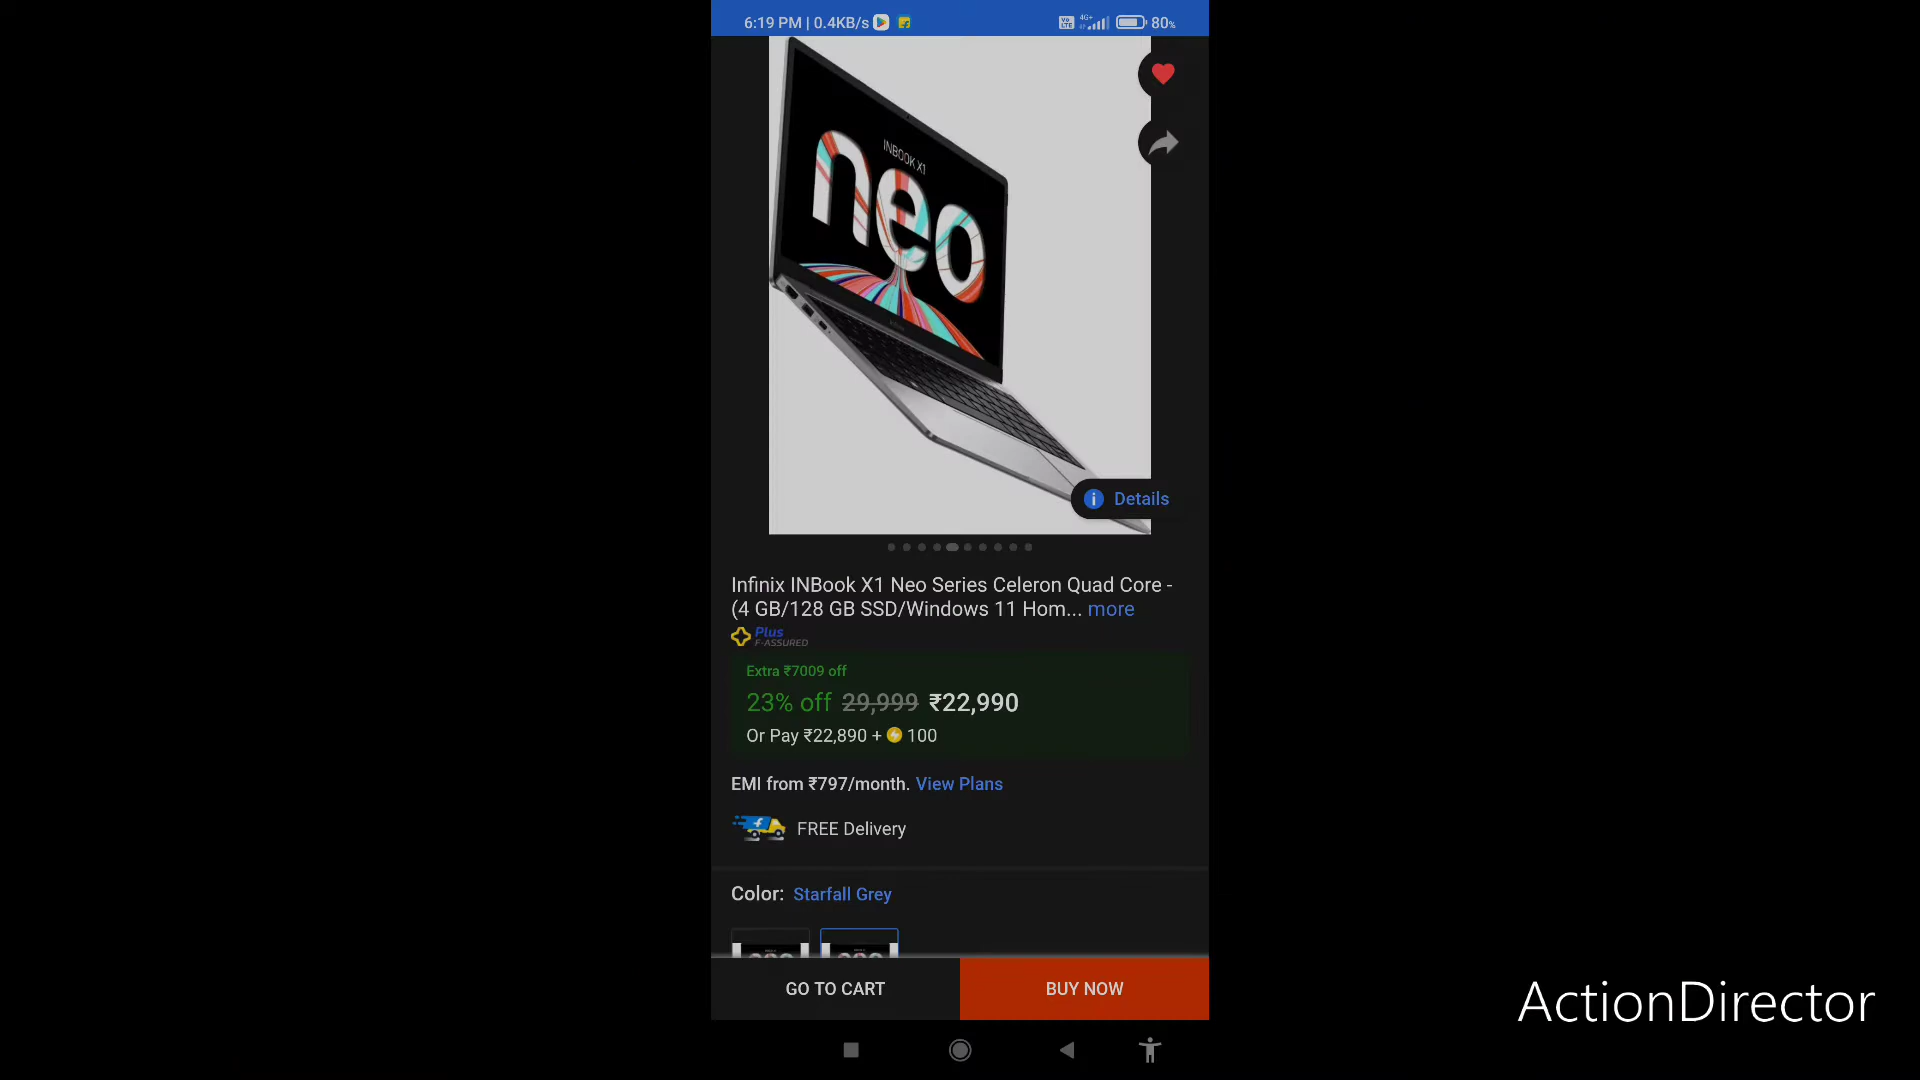 6:19 PM | 0.4KB/s
Vo LTE 4G+ 80%
INBOOK X1
neo
Details
Infinix INBook X1 Neo Series Celeron Quad Core -
(4 GB/128 GB SSD/Windows 11 Hom... more
Plus
F-ASSURED
Extra ₹7009 off
23% off 29,999 ₹22,990
Or Pay ₹22,890 + 100
EMI from ₹797/month. View Plans
FREE Delivery
Color: Starfall Grey
GO TO CART
BUY NOW
ActionDirector